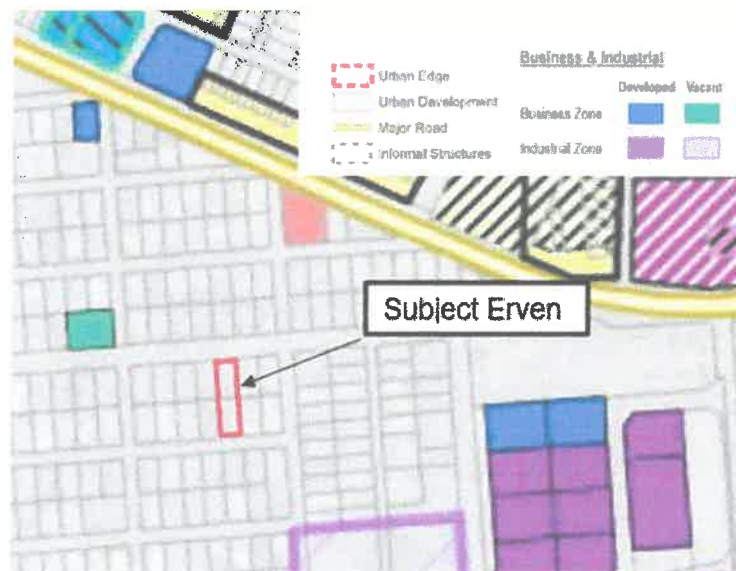 Business & Industrial
Urban Edge
Developed Vacant
Urban Development
Business Zone
Major Road
Industrial Zone
Informal Structures
Subject Erven